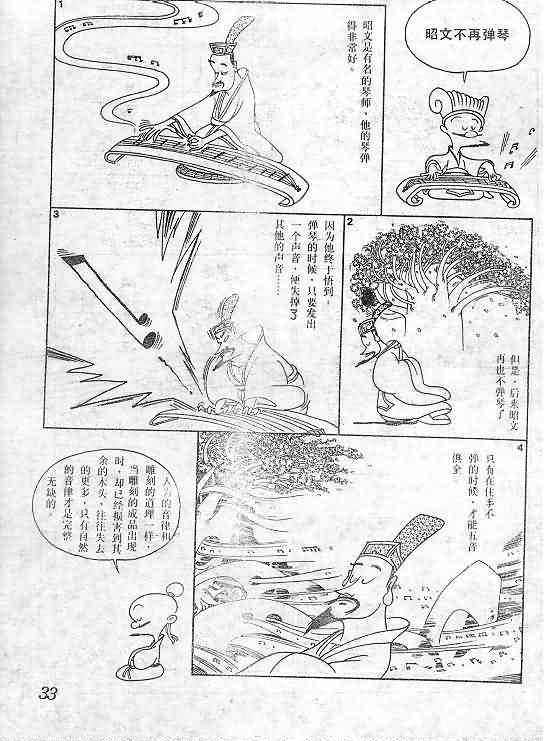 昭文不再弹琴
1
昭文是有名的琴师，他的琴弹
得非常好。
2
但是，后来昭文
再也不弹琴了
3
因为他终于悟到：
弹琴的时候，只要发出
一个声音，便失掉了
其他的声音……
4
只有在住手不
弹的时候，才能五音
俱全。
人为的音律和
雕刻的道理一样，
当雕刻的成品出现
时，却已经损害到其
余的木头，往往失去
的更多，只有自然
的音律才是完整
无缺的。
33